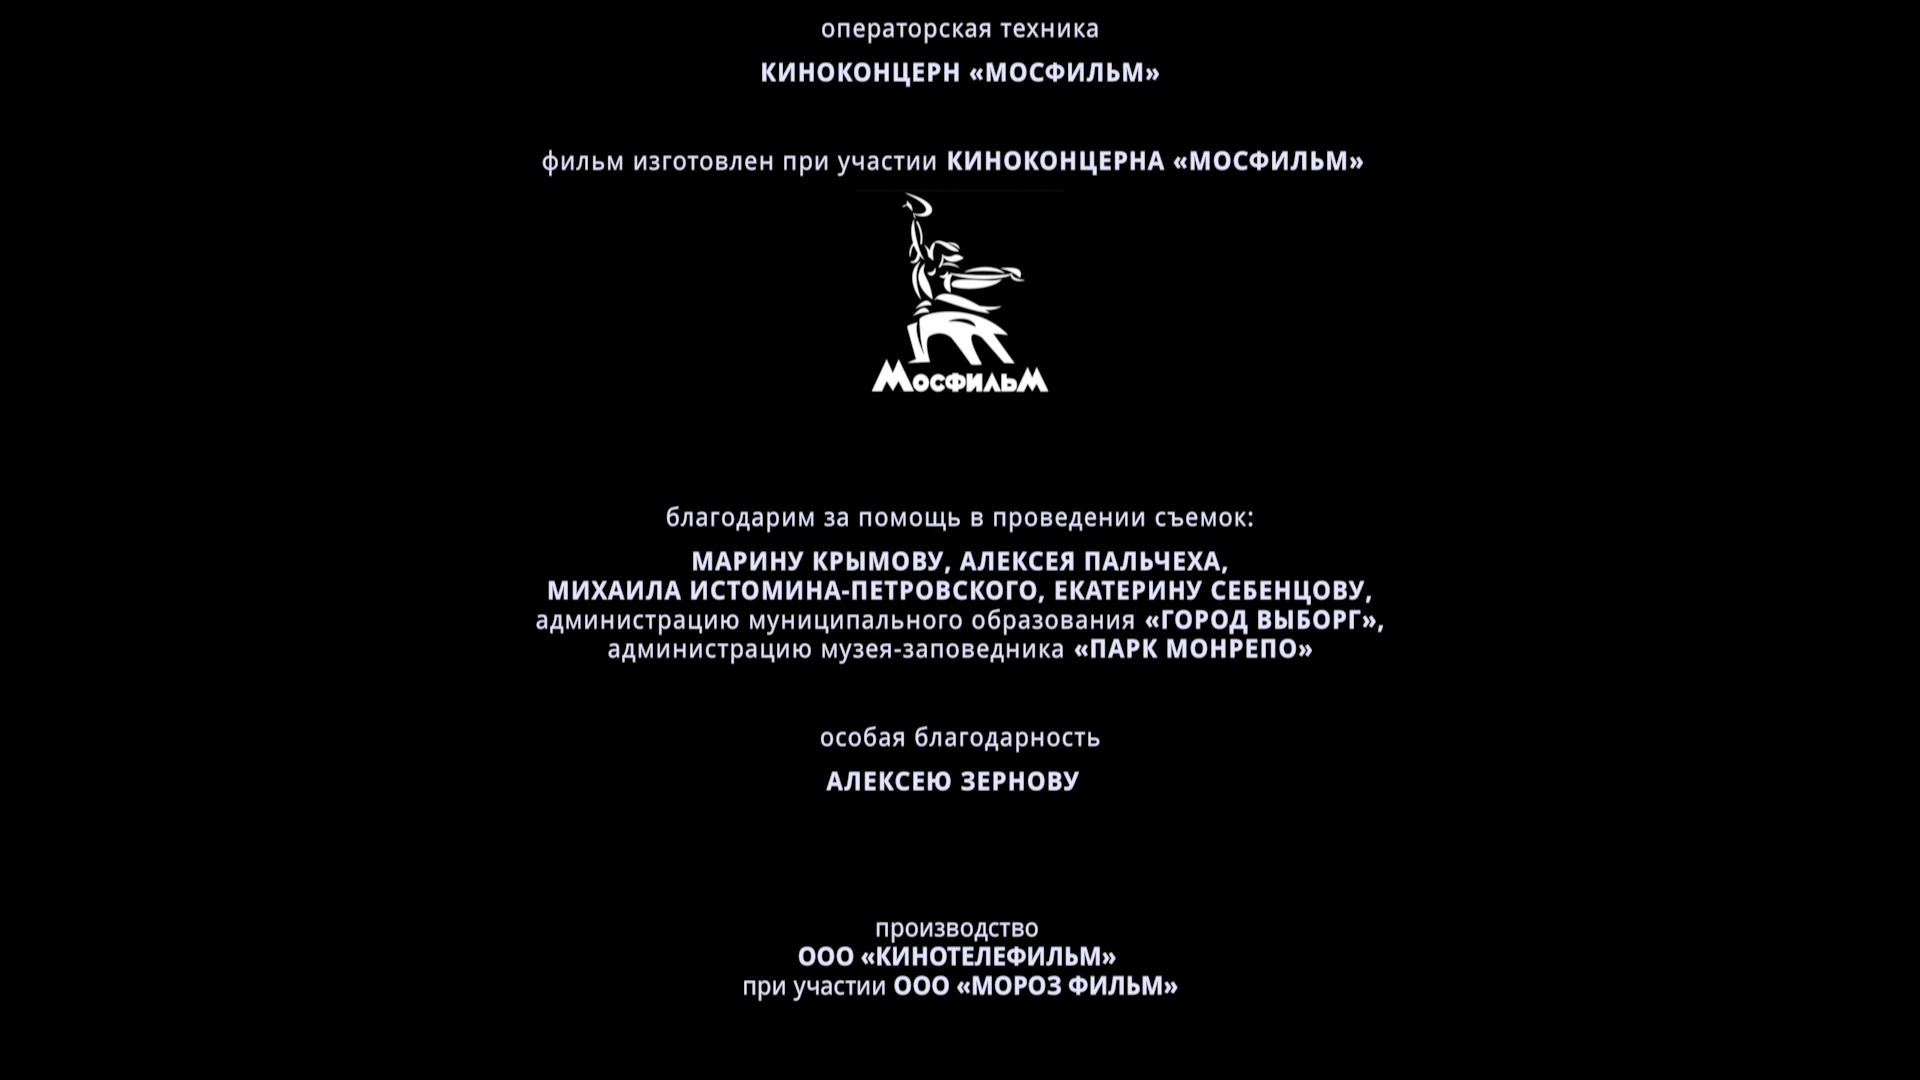 операторская техника
КИНОКОНЦЕРН «МОСФИЛЬМ»
фильм изготовлен при участии КИНОКОНЦЕРНА «МОСФИЛЬМ»
МОСФИЛЬМ
благодарим за помощь в проведении съемок:
МАРИНУ КРЫМОВУ, АЛЕКСЕЯ ПАЛЬЧЕХА,
МИХАИЛА ИСТОМИНА-ПЕТРОВСКОГО, ЕКАТЕРИНУ СЕБЕНЦОВУ,
администрацию муниципального образования «ГОРОД ВЫБОРГ»,
администрацию музея-заповедника «ПАРК МОНРЕПО»
особая благодарность
АЛЕКСЕЮ ЗЕРНОВУ
производство
ООО «КИНОТЕЛЕФИЛЬМ»
при участии ООО «МОРОЗ ФИЛЬМ»